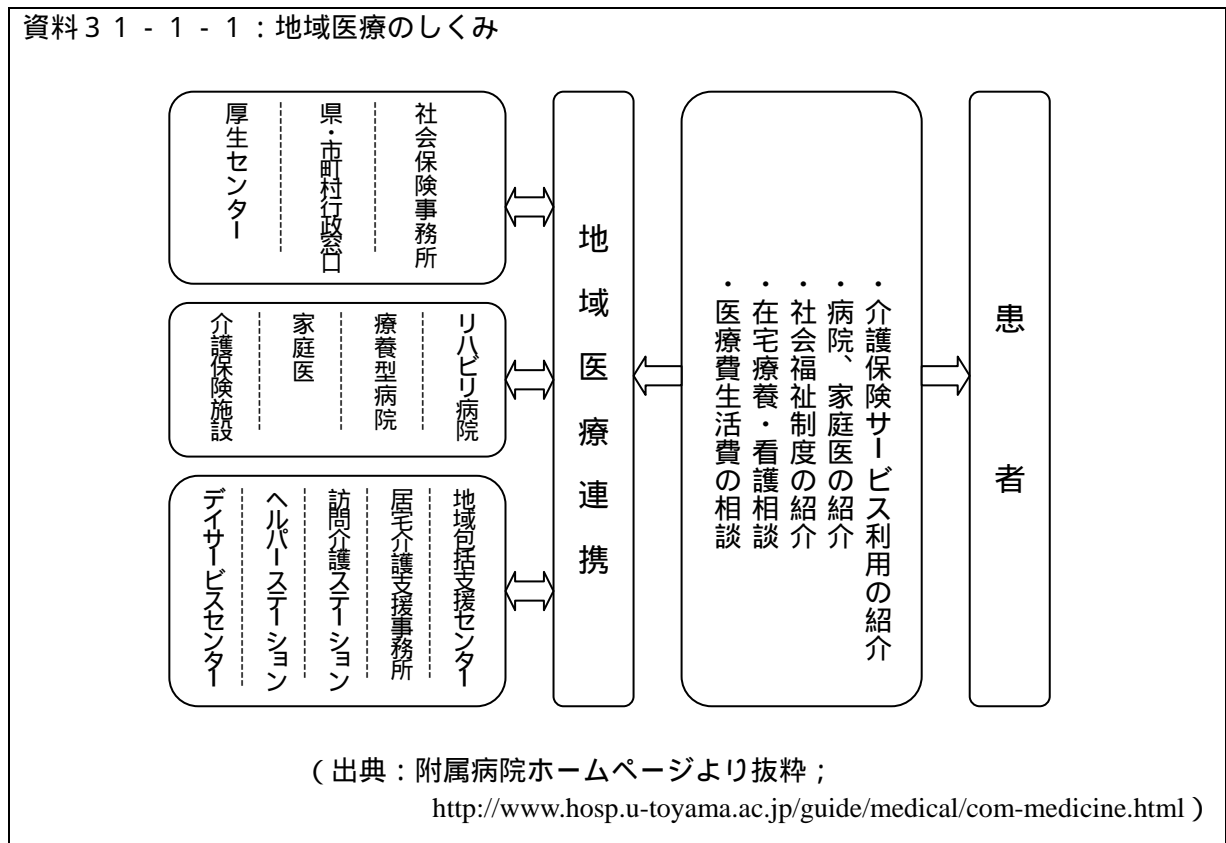 資料31-1-1:地域医療のしくみ
社会保険事務所
県・市町村行政窓口
厚生センター
リハビリ病院
療養型病院
家庭医
介護保険施設
地域包括支援センター
居宅介護支援事務所
訪問介護ステーション
ヘルパーステーション
デイサービスセンター
地域医療連携
・介護保険サービス利用の紹介
・病院、家庭医の紹介
・社会福祉制度の紹介
・在宅療養・看護相談
・医療費生活費の相談
患者
(出典:附属病院ホームページより抜粋;
http://www.hosp.u-toyama.ac.jp/guide/medical/com-medicine.html)